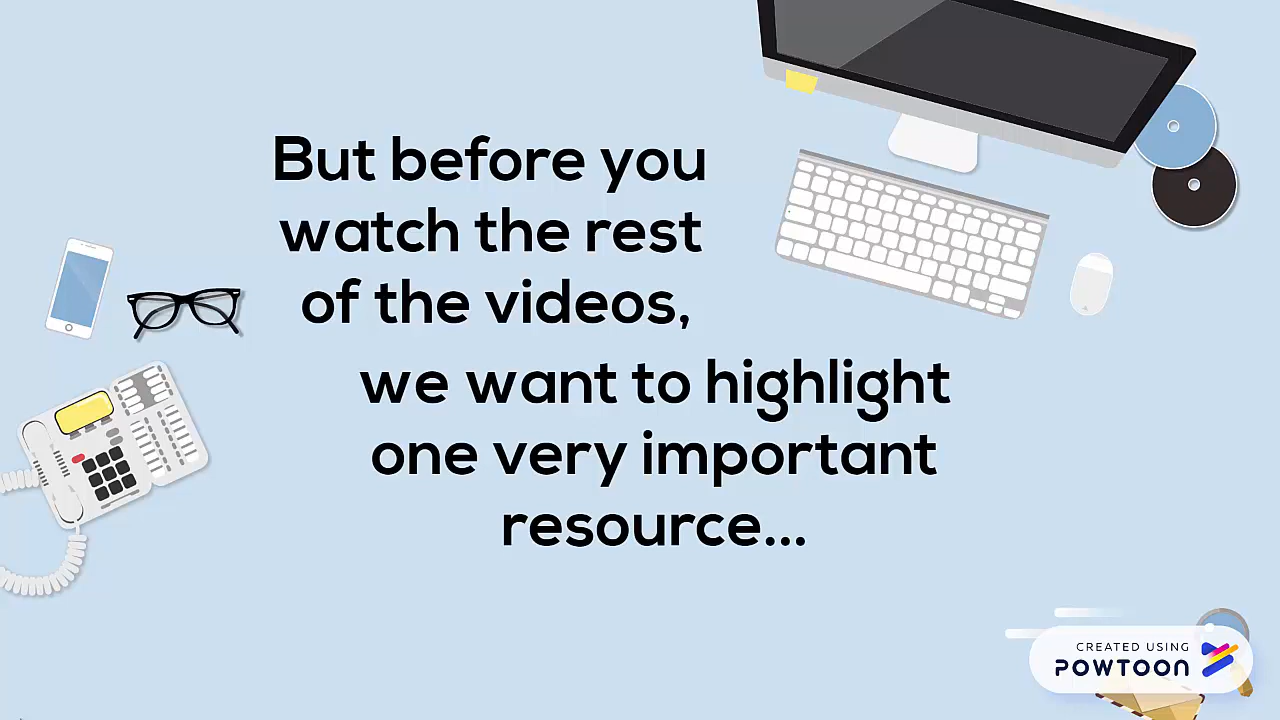 But before you
watch the rest
of the videos,
we want to highlight
one very important
resource...
CREATED USING
POWTOON